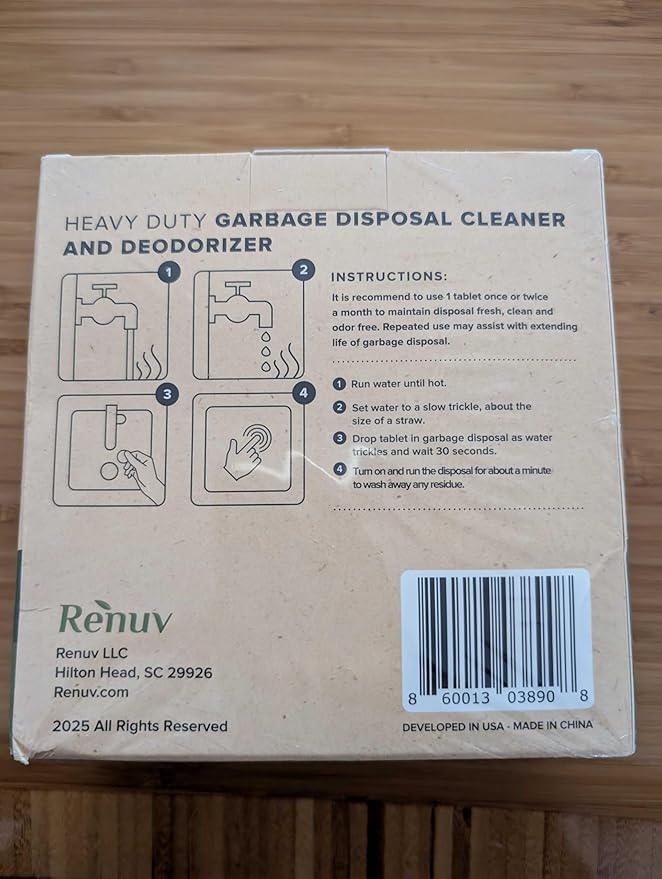 HEAVY DUTY GARBAGE DISPOSAL CLEANER
AND DEODORIZER
1
2
3
4
INSTRUCTIONS:
It is recommend to use 1 tablet once or twice
a month to maintain disposal fresh, clean and
odor free. Repeated use may assist with extending
life of garbage disposal.
1 Run water until hot.
2 Set water to a slow trickle, about the
size of a straw.
3 Drop tablet in garbage disposal as water
trickles and wait 30 seconds.
4 Turn on and run the disposal for about a minute
to wash away any residue.
Renuv
Renuv LLC
Hilton Head, SC 29926
Renuv.com
2025 All Rights Reserved
8 60013 03890 8
DEVELOPED IN USA - MADE IN CHINA